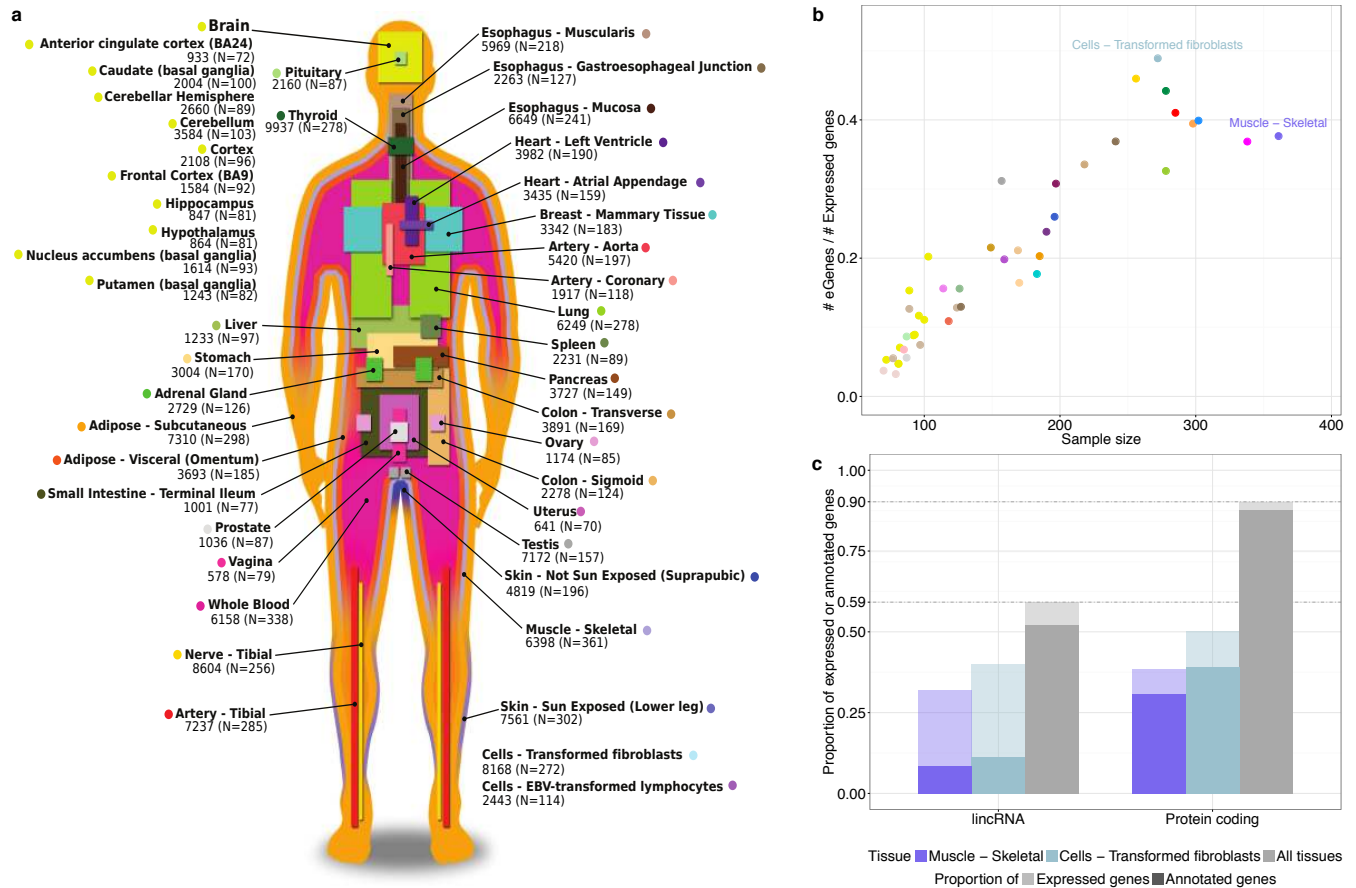 a
Brain
Anterior cingulate cortex (BA24)
933 (N=72)
Caudate (basal ganglia)
2004 (N=100)
Cerebellar Hemisphere
2660 (N=89)
Cerebellum
3584 (N=103)
Cortex
2108 (N=96)
Frontal Cortex (BA9)
1584 (N=92)
Hippocampus
847 (N=81)
Hypothalamus
864 (N=81)
Nucleus accumbens (basal ganglia)
1614 (N=93)
Putamen (basal ganglia)
1243 (N=82)
Pituitary
2160 (N=87)
Thyroid
9937 (N=278)
Liver
1233 (N=97)
Stomach
3004 (N=170)
Adrenal Gland
2729 (N=126)
Adipose - Subcutaneous
7310 (N=298)
Adipose - Visceral (Omentum)
3693 (N=185)
Small Intestine - Terminal Ileum
1001 (N=77)
Prostate
1036 (N=87)
Vagina
578 (N=79)
Whole Blood
6158 (N=338)
Nerve - Tibial
8604 (N=256)
Artery - Tibial
7237 (N=285)
Esophagus - Muscularis
5969 (N=218)
Esophagus - Gastroesophageal Junction
2263 (N=127)
Esophagus - Mucosa
6649 (N=241)
Heart - Left Ventricle
3982 (N=190)
Heart - Atrial Appendage
3435 (N=159)
Breast - Mammary Tissue
3342 (N=183)
Artery - Aorta
5420 (N=197)
Artery - Coronary
1917 (N=118)
Lung
6249 (N=278)
Spleen
2231 (N=89)
Pancreas
3727 (N=149)
Colon - Transverse
3891 (N=169)
Ovary
1174 (N=85)
Colon - Sigmoid
2278 (N=124)
Uterus
641 (N=70)
Testis
7172 (N=157)
Skin - Not Sun Exposed (Suprapubic)
4819 (N=196)
Muscle - Skeletal
6398 (N=361)
Skin - Sun Exposed (Lower leg)
7561 (N=302)
Cells - Transformed fibroblasts
8168 (N=272)
Cells - EBV-transformed lymphocytes
2443 (N=114)
b
# eGenes / # Expressed genes
0.4
0.2
0.0
Cells − Transformed fibroblasts
Muscle − Skeletal
100
200
300
400
Sample size
c
Proportion of expressed or annotated genes
1.00
0.90
0.75
0.59
0.50
0.25
0.00
lincRNA
Protein coding
Tissue Muscle − Skeletal Cells − Transformed fibroblasts All tissues
Proportion of Expressed genes Annotated genes